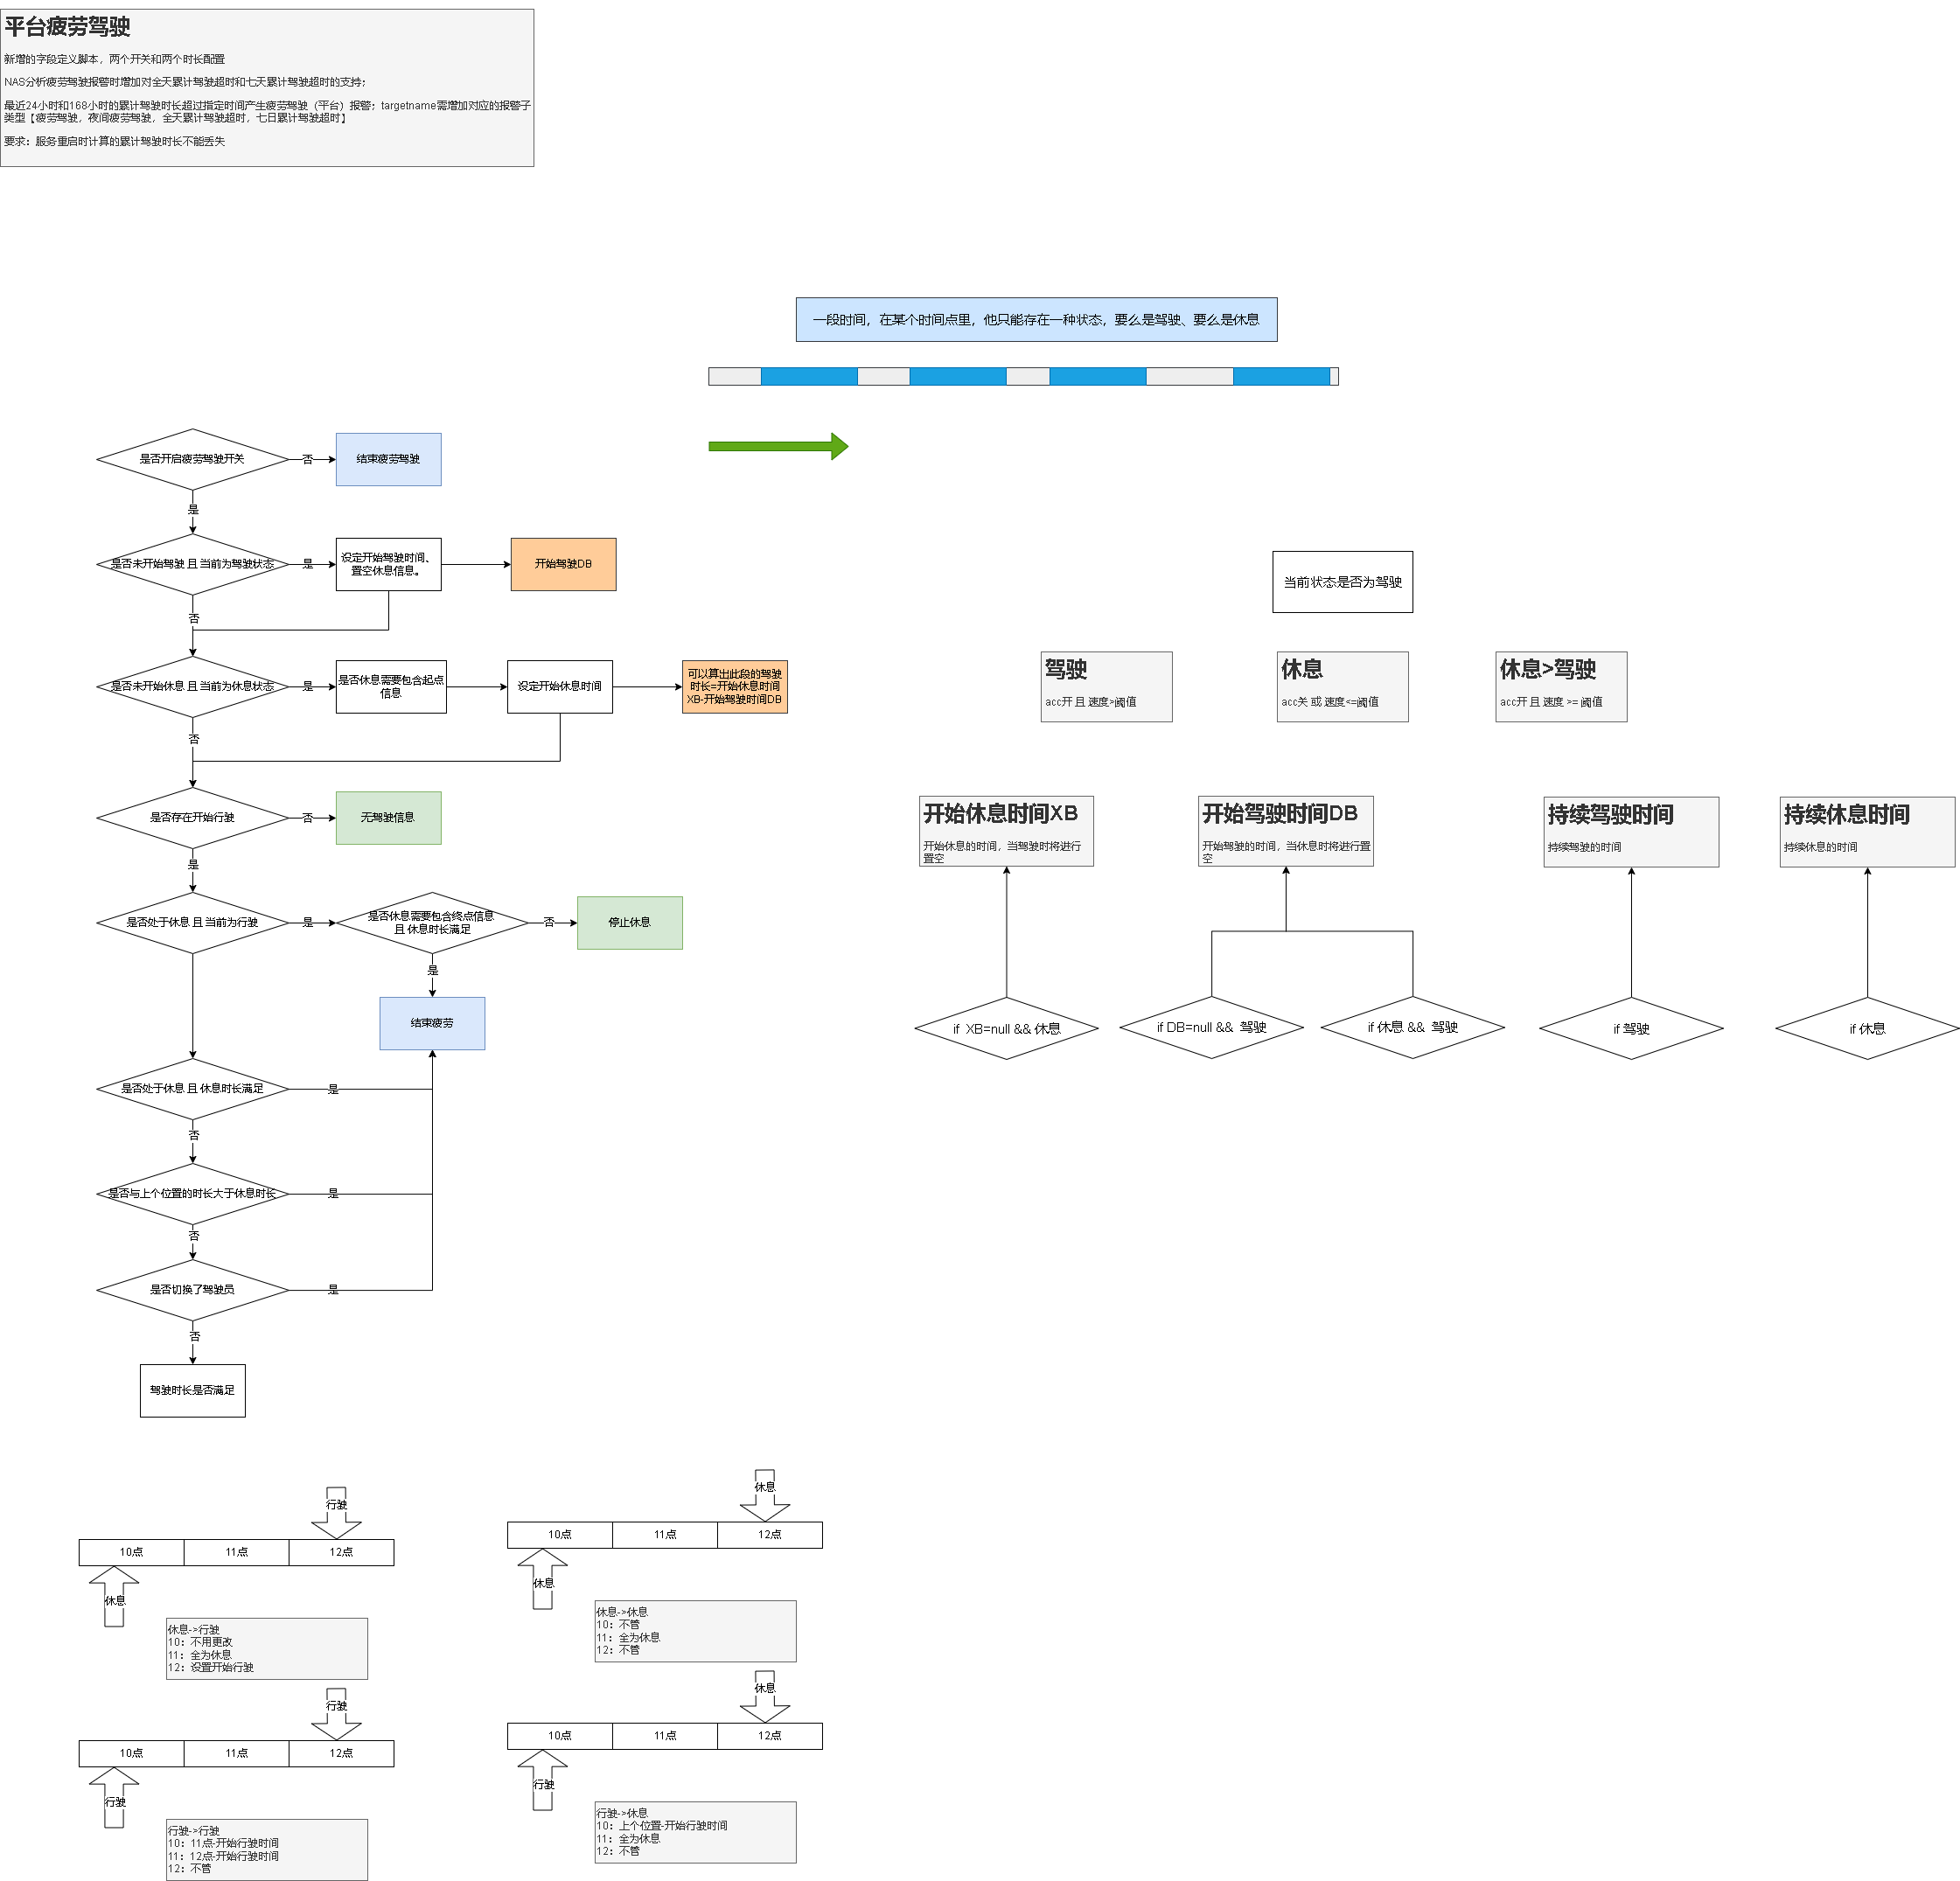 平台疲劳驾驶
新增的字段定义脚本，两个开关和两个时长配置
NAS分析疲劳驾驶报警时增加对全天累计驾驶超时和七天累计驾驶超时的支持；
最近24小时和168小时的累计驾驶时长超过指定时间产生疲劳驾驶（平台）报警；targetname需增加对应的报警子
类型【疲劳驾驶，夜间疲劳驾驶，全天累计驾驶超时，七日累计驾驶超时】
要求：服务重启时计算的累计驾驶时长不能丢失
一段时间，在某个时间点里，他只能存在一种状态，要么是驾驶、要么是休息
是否开启疲劳驾驶开关
否
结束疲劳驾驶
是
是否未开始驾驶 且 当前为驾驶状态
是
设定开始驾驶时间、
置空休息信息。
开始驾驶DB
否
是否未开始休息 且 当前为休息状态
是
是否休息需要包含起点
信息
设定开始休息时间
可以算出此段的驾驶
时长=开始休息时间
XB-开始驾驶时间DB
否
是否存在开始行驶
否
无驾驶信息
是
是否处于休息 且 当前为行驶
是
是否休息需要包含终点信息
且 休息时长满足
否
停止休息
是
结束疲劳
是否处于休息 且 休息时长满足
是
否
是否与上个位置的时长大于休息时长
是
否
是否切换了驾驶员
是
否
驾驶时长是否满足
当前状态是否为驾驶
驾驶
acc开 且 速度>阈值
休息
acc关 或 速度<=阈值
休息>驾驶
acc开 且 速度 >= 阈值
开始休息时间XB
开始休息的时间，当驾驶时将进行
置空
开始驾驶时间DB
开始驾驶的时间，当休息时将进行置
空
持续驾驶时间
持续驾驶的时间
持续休息时间
持续休息的时间
if XB=null && 休息
if DB=null && 驾驶
if 休息 && 驾驶
if 驾驶
if 休息
行驶
10点 11点 12点
休息
休息->行驶
10：不用更改
11：全为休息
12：设置开始行驶
休息
10点 11点 12点
休息
休息->休息
10：不管
11：全为休息
12：不管
行驶
10点 11点 12点
行驶
行驶->行驶
10：11点-开始行驶时间
11：12点-开始行驶时间
12：不管
休息
10点 11点 12点
行驶
行驶->休息
10：上个位置-开始行驶时间
11：全为休息
12：不管